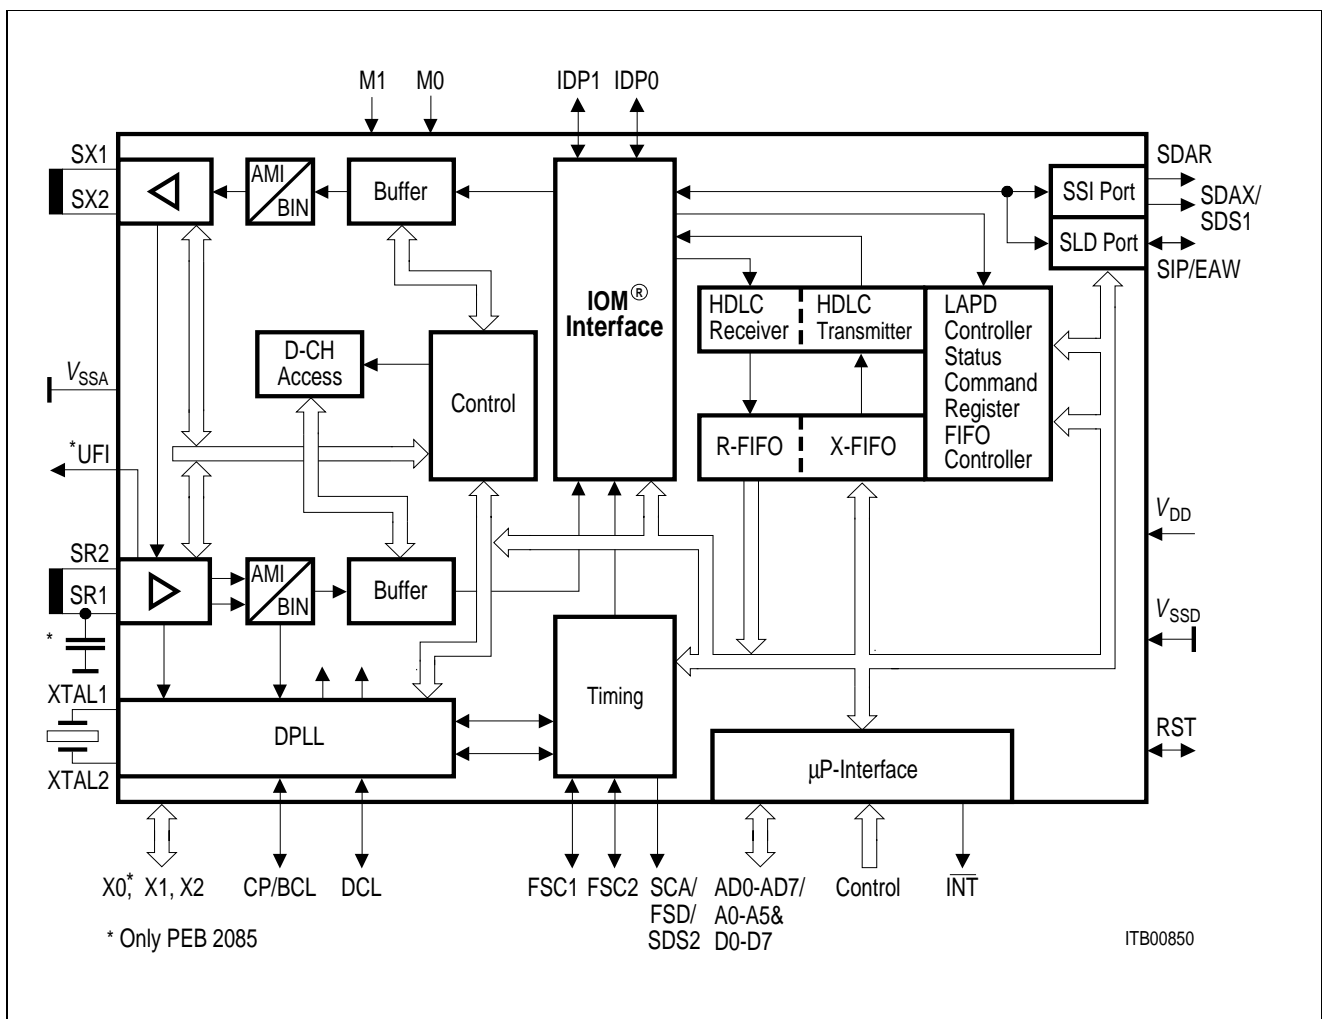 M1 M0 IDP1 IDP0
SX1
SX2
AMI
BIN
Buffer
IOM®
Interface
SSI Port
SLD Port
SDAR
SDAX/
SDS1
SIP/EAW
HDLC
Receiver
HDLC
Transmitter
LAPD
Controller
Status
Command
Register
FIFO
Controller
D-CH
Access
Control
R-FIFO
X-FIFO
VSSA
*UFI
SR2
SR1
*
AMI
BIN
Buffer
VDD
VSSD
XTAL1
XTAL2
DPLL
Timing
µP-Interface
RST
X0,* X1, X2
CP/BCL
DCL
FSC1
FSC2
SCA/
FSD/
SDS2
AD0-AD7/
A0-A5&
D0-D7
Control
INT
* Only PEB 2085
ITB00850